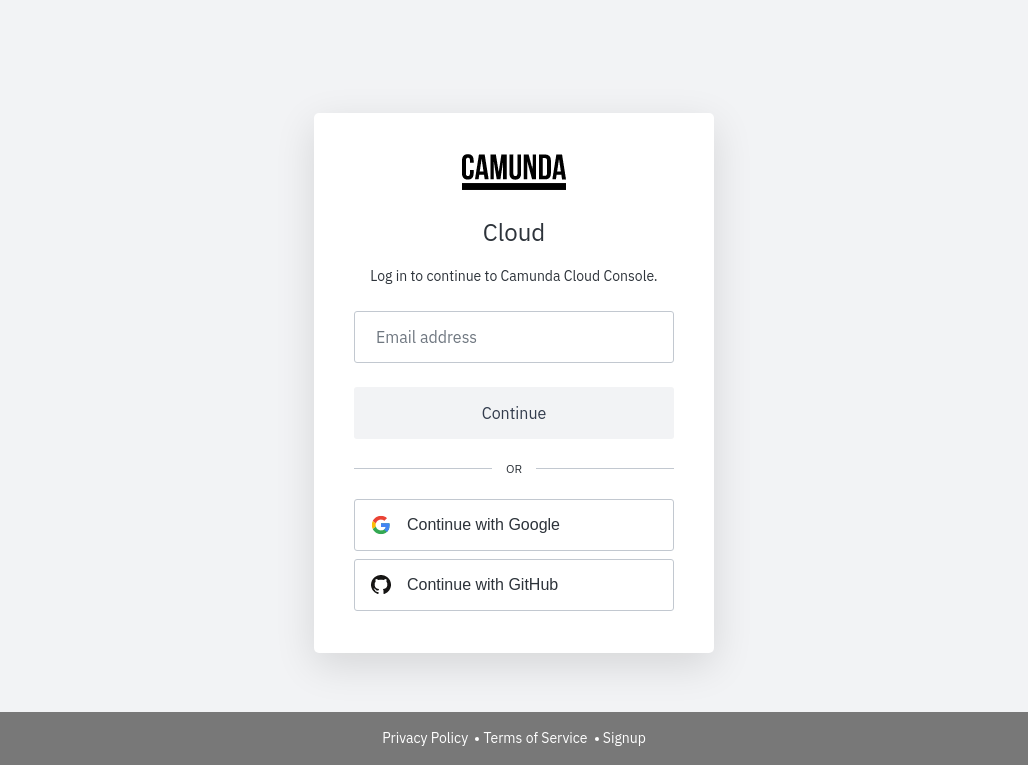 CAMUNDA
Cloud
Log in to continue to Camunda Cloud Console.
Email address
Continue
OR
Continue with Google
Continue with GitHub
Privacy Policy • Terms of Service • Signup